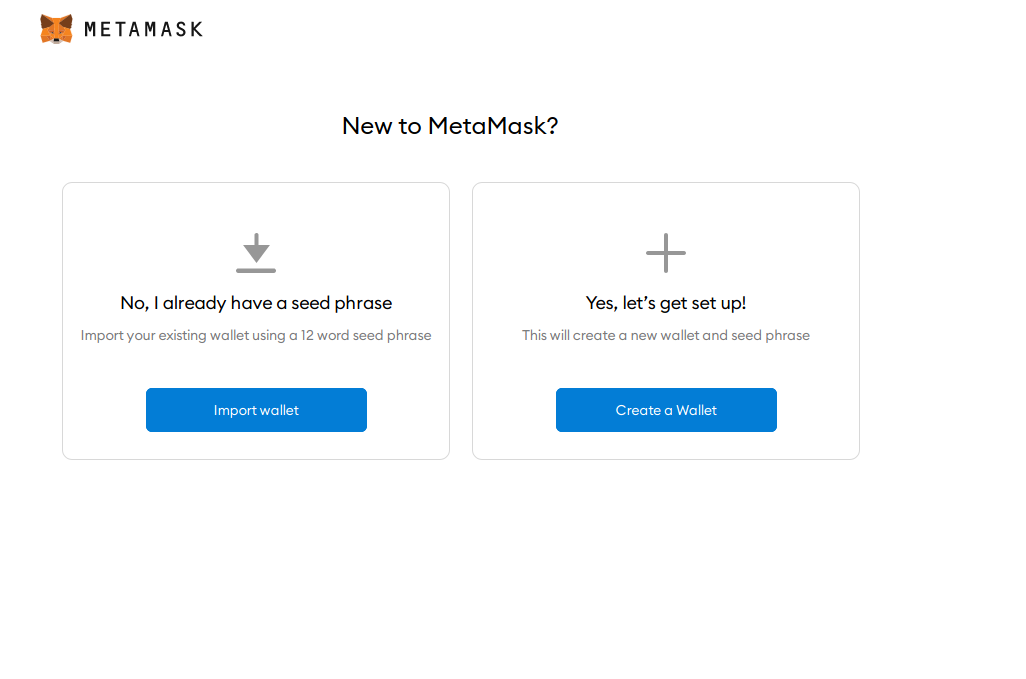 METAMASK
New to MetaMask?
No, I already have a seed phrase
Import your existing wallet using a 12 word seed phrase
Import wallet
Yes, let’s get set up!
This will create a new wallet and seed phrase
Create a Wallet